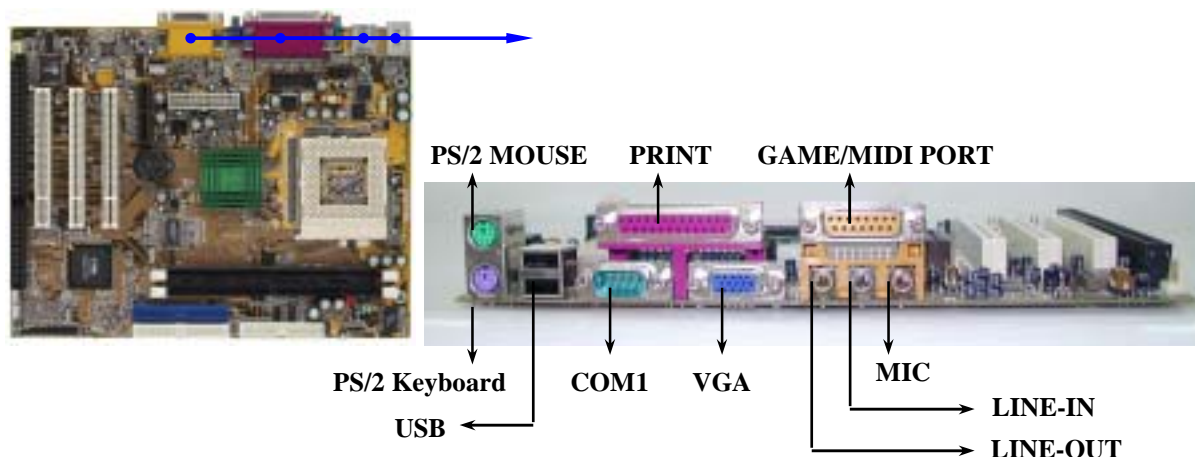 PS/2 MOUSE PRINT GAME/MIDI PORT
PS/2 Keyboard COM1 VGA MIC
USB LINE-IN
LINE-OUT